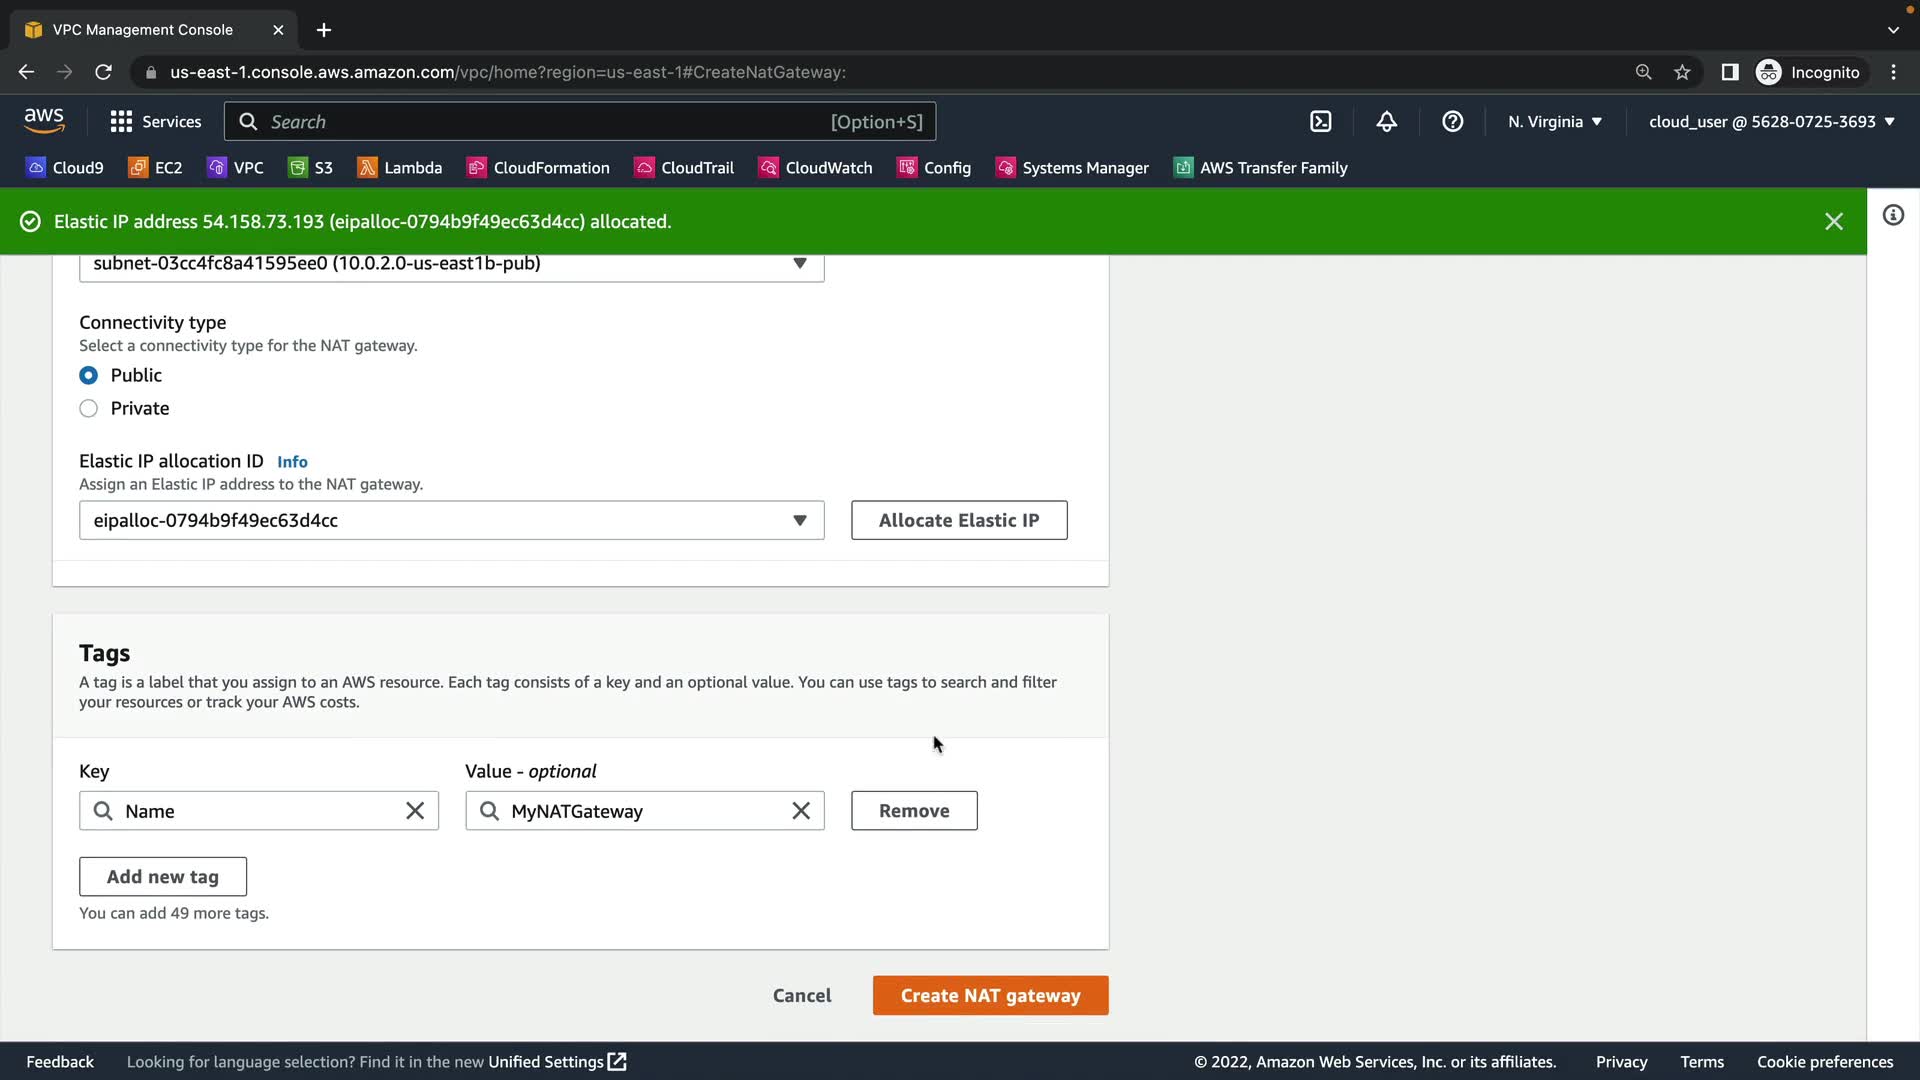 VPC Management Console
us-east-1.console.aws.amazon.com/vpc/home?region=us-east-1#CreateNatGateway:
Incognito
aws
Services
Search
[Option+S]
N. Virginia
cloud_user @ 5628-0725-3693
Cloud9
EC2
VPC
S3
Lambda
CloudFormation
CloudTrail
CloudWatch
Config
Systems Manager
AWS Transfer Family
Elastic IP address 54.158.73.193 (eipalloc-0794b9f49ec63d4cc) allocated.
subnet-03cc4fc8a41595ee0 (10.0.2.0-us-east1b-pub)
Connectivity type
Select a connectivity type for the NAT gateway.
Public
Private
Elastic IP allocation ID Info
Assign an Elastic IP address to the NAT gateway.
eipalloc-0794b9f49ec63d4cc
Allocate Elastic IP
Tags
A tag is a label that you assign to an AWS resource. Each tag consists of a key and an optional value. You can use tags to search and filter
your resources or track your AWS costs.
Key
Value - optional
Name
MyNATGateway
Remove
Add new tag
You can add 49 more tags.
Cancel
Create NAT gateway
Feedback
Looking for language selection? Find it in the new Unified Settings
© 2022, Amazon Web Services, Inc. or its affiliates.
Privacy
Terms
Cookie preferences